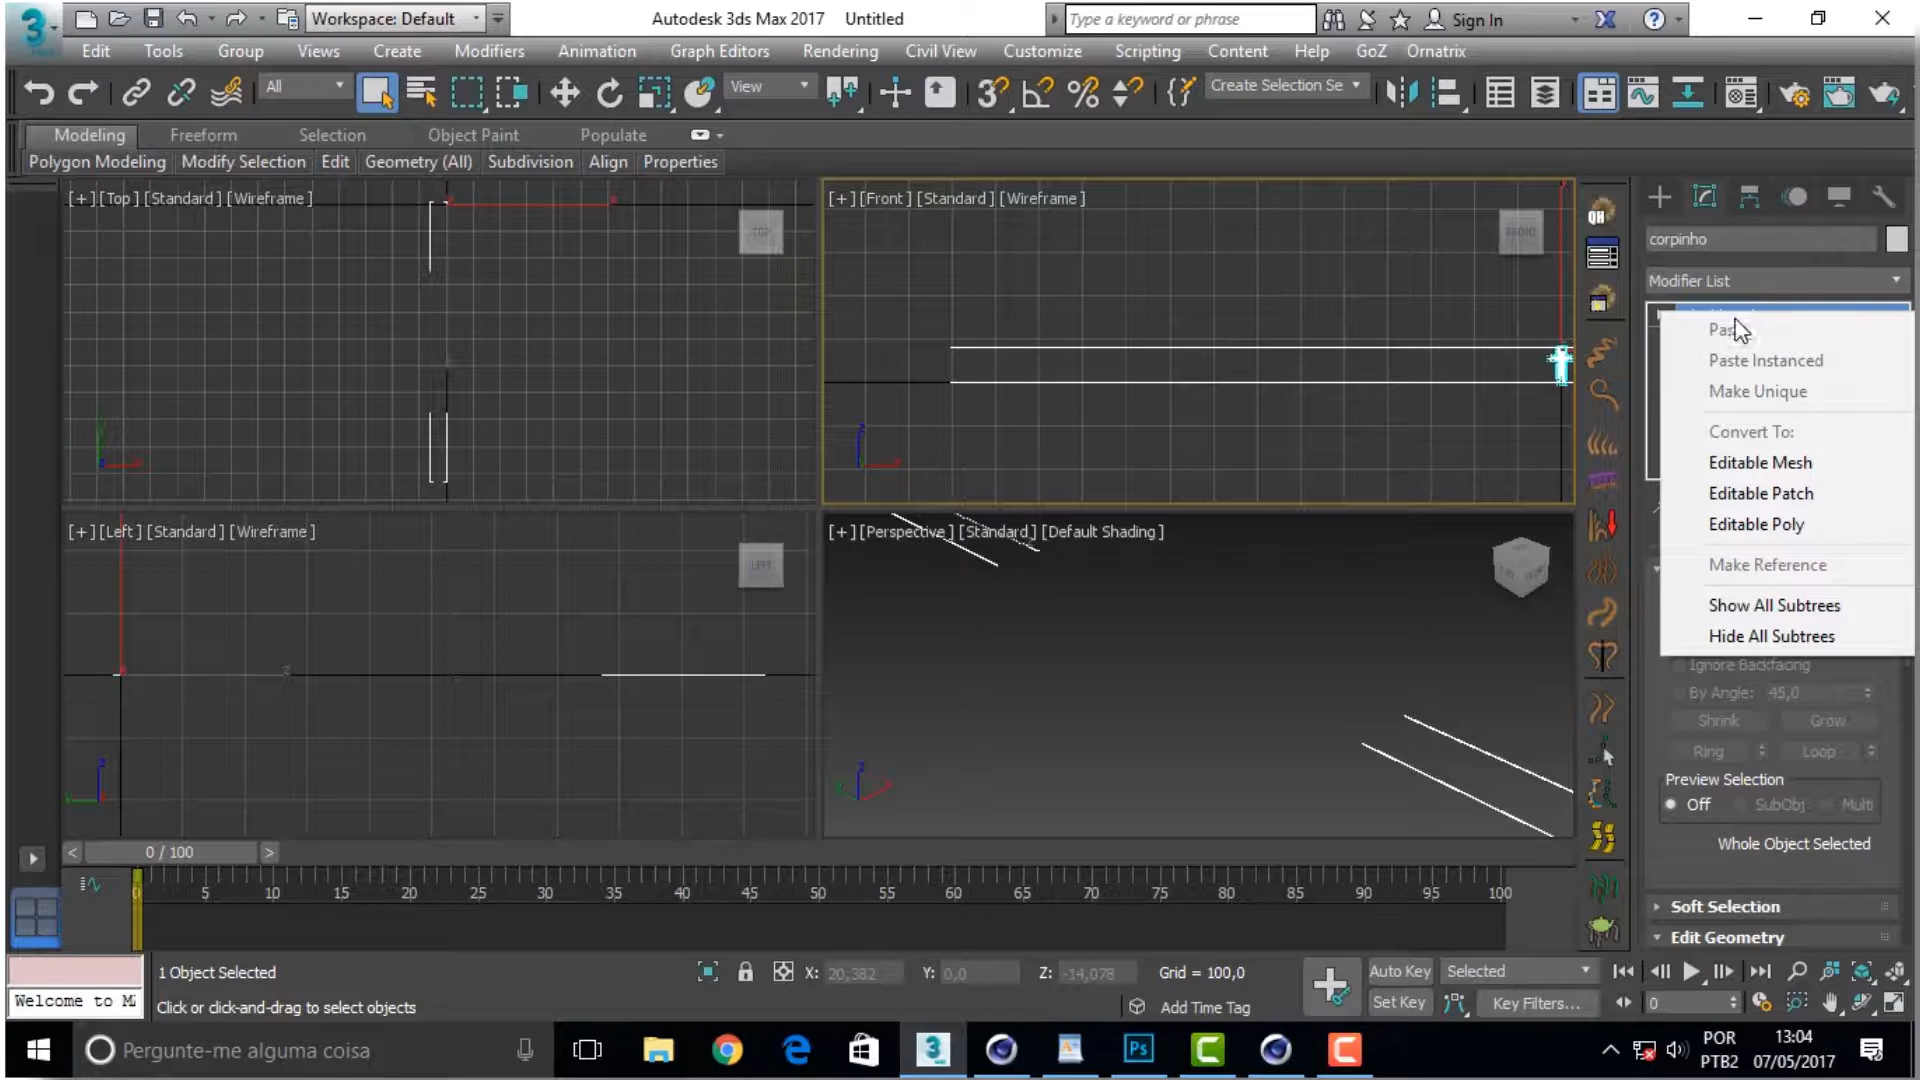 Workspace: Default
Autodesk 3ds Max 2017 Untitled
Type a keyword or phrase
Sign In
Edit Tools Group Views Create Modifiers Animation Graph Editors Rendering Civil View Customize Scripting Content Help GoZ Ornatrix
All
View
Create Selection Se
Modeling Freeform Selection Object Paint Populate
Polygon Modeling Modify Selection Edit Geometry (All) Subdivision Align Properties
[+] [Top ] [Standard ] [Wireframe ]
TOP
[+] [Front ] [Standard ] [Wireframe ]
QH
corpinho
Modifier List
Paste Instanced
Make Unique
Convert To:
Editable Mesh
Editable Patch
Editable Poly
Make Reference
Show All Subtrees
Hide All Subtrees
[+] [Left ] [Standard ] [Wireframe ]
LEFT
[+] [Perspective ] [Standard ] [Default Shading ]
Ignore Backfacing
By Angle: 45,0
Shrink Grow
Ring Loop
Preview Selection
Off SubObj Multi
Whole Object Selected
Soft Selection
Edit Geometry
< 0 / 100 >
0 5 10 15 20 25 30 35 40 45 50 55 60 65 70 75 80 85 90 95 100
1 Object Selected
X: 20,382 Y: 0,0 Z: -14,078 Grid = 100,0
Auto Key Selected
Welcome to M
Click or click-and-drag to select objects
Add Time Tag
Set Key Key Filters...
0
Pergunte-me alguma coisa
3
Ps
POR
PTB2
13:04
07/05/2017